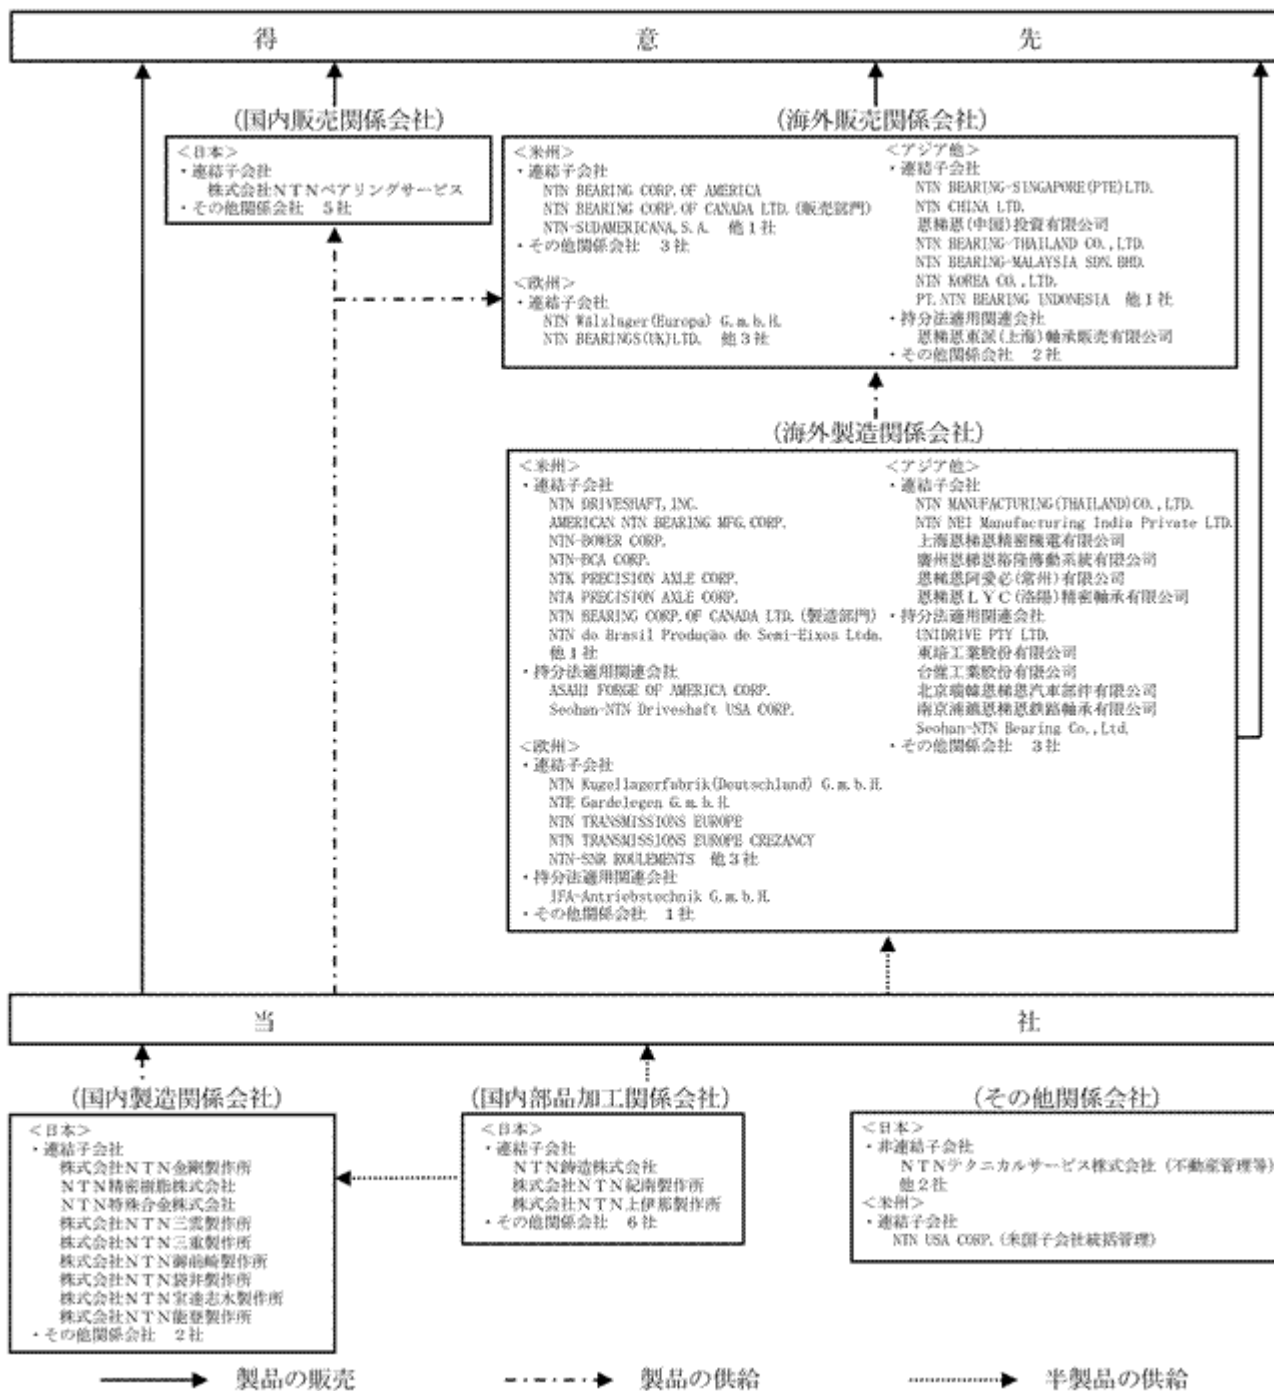 得意先
(国内販売関係会社)
<日本>
・連結子会社
株式会社NTNベアリングサービス
・その他関係会社 5社
(海外販売関係会社)
<米州>
・連結子会社
NTN BEARING CORP.OF AMERICA
NTN BEARING CORP.OF CANADA LTD.(販売部門)
NTN-SUDAMERICANA,S.A. 他1社
・その他関係会社 3社
<欧州>
・連結子会社
NTN Wälzlager(Europa) G.m.b.H.
NTN BEARINGS(UK)LTD. 他3社
<アジア他>
・連結子会社
NTN BEARING-SINGAPORE(PTE)LTD.
NTN CHINA LTD.
恩梯恩(中国)投資有限公司
NTN BEARING-THAILAND CO.,LTD.
NTN BEARING-MALAYSIA SDN.BHD.
NTN KOREA CO.,LTD.
PT.NTN BEARING INDONESIA 他1社
・持分法適用関連会社
恩梯恩東派(上海)軸承販売有限公司
・その他関係会社 2社
(海外製造関係会社)
<米州>
・連結子会社
NTN DRIVESHAFT,INC.
AMERICAN NTN BEARING MFG.CORP.
NTN-BOWER CORP.
NTN-BCA CORP.
NTK PRECISION AXLE CORP.
NTA PRECISION AXLE CORP.
NTN BEARING CORP.OF CANADA LTD.(製造部門)
NTN do Brasil Produção de Semi-Eixos Ltda.
他1社
・持分法適用関連会社
ASAHI FORGE OF AMERICA CORP.
Seohan-NTN Driveshaft USA CORP.
<欧州>
・連結子会社
NTN Kugellagerfabrik(Deutschland) G.m.b.H.
NTE Gardelegen G.m.b.H.
NTN TRANSMISSIONS EUROPE
NTN TRANSMISSIONS EUROPE CREZANCY
NTN-SNR ROULEMENTS 他3社
・持分法適用関連会社
IFA-Antriebstechnik G.m.b.H.
・その他関係会社 1社
<アジア他>
・連結子会社
NTN MANUFACTURING(THAILAND)CO.,LTD.
NTN NEI Manufacturing India Private LTD.
上海恩梯恩精密機電有限公司
廣州恩梯恩裕隆傳動系統有限公司
恩梯恩阿愛必(常州)有限公司
恩梯恩LYC(洛陽)精密軸承有限公司
・持分法適用関連会社
UNIDRIVE PTY LTD.
東培工業股份有限公司
台惟工業股份有限公司
北京瑞韓恩梯恩汽車部件有限公司
南京浦鎮恩梯恩鉄路軸承有限公司
Seohan-NTN Bearing Co.,Ltd.
・その他関係会社 3社
当社
(国内製造関係会社)
<日本>
・連結子会社
株式会社NTN金剛製作所
NTN精密樹脂株式会社
NTN特殊合金株式会社
株式会社NTN三雲製作所
株式会社NTN三重製作所
株式会社NTN御前崎製作所
株式会社NTN袋井製作所
株式会社NTN宝達志水製作所
株式会社NTN能登製作所
・その他関係会社 2社
(国内部品加工関係会社)
<日本>
・連結子会社
NTN鋳造株式会社
株式会社NTN紀南製作所
株式会社NTN上伊那製作所
・その他関係会社 6社
(その他関係会社)
<日本>
・非連結子会社
NTNテクニカルサービス株式会社 (不動産管理等)
他2社
<米州>
・連結子会社
NTN USA CORP.(米国子会社統括管理)
製品の販売
製品の供給
半製品の供給